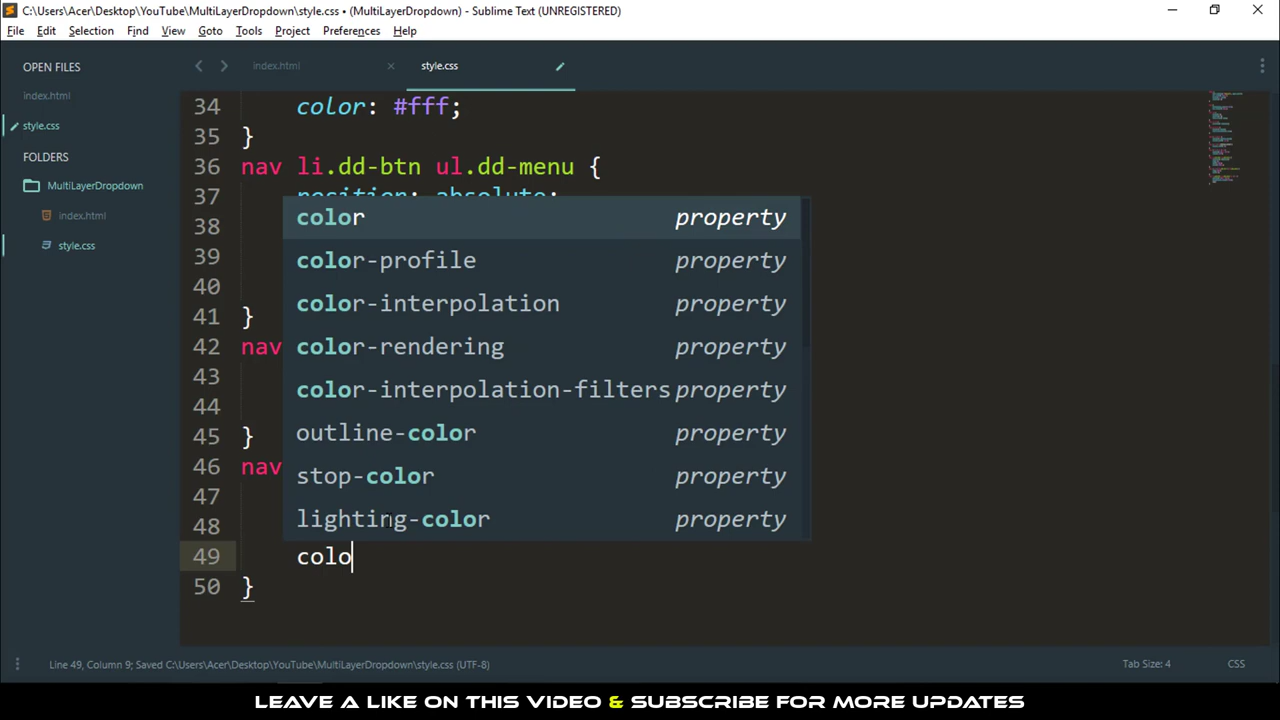 C:\Users\Acer\Desktop\YouTube\MultiLayerDropdown\style.css • (MultiLayerDropdown) - Sublime Text (UNREGISTERED)
File Edit Selection Find View Goto Tools Project Preferences Help
OPEN FILES
index.html
style.css
FOLDERS
MultiLayerDropdown
index.html
style.css
index.html × style.css
34 color: #fff;
35 }
36 nav li.dd-btn ul.dd-menu {
37 position: absolute;
38
39
40
41 }
42 nav
43
44
45 }
46 nav
47
48
49 colo
50 }
color property
color-profile property
color-interpolation property
color-rendering property
color-interpolation-filters property
outline-color property
stop-color property
lighting-color property
Line 49, Column 9; Saved C:\Users\Acer\Desktop\YouTube\MultiLayerDropdown\style.css (UTF-8) Tab Size: 4 CSS
LEAVE A LIKE ON THIS VIDEO & SUBSCRIBE FOR MORE UPDATES